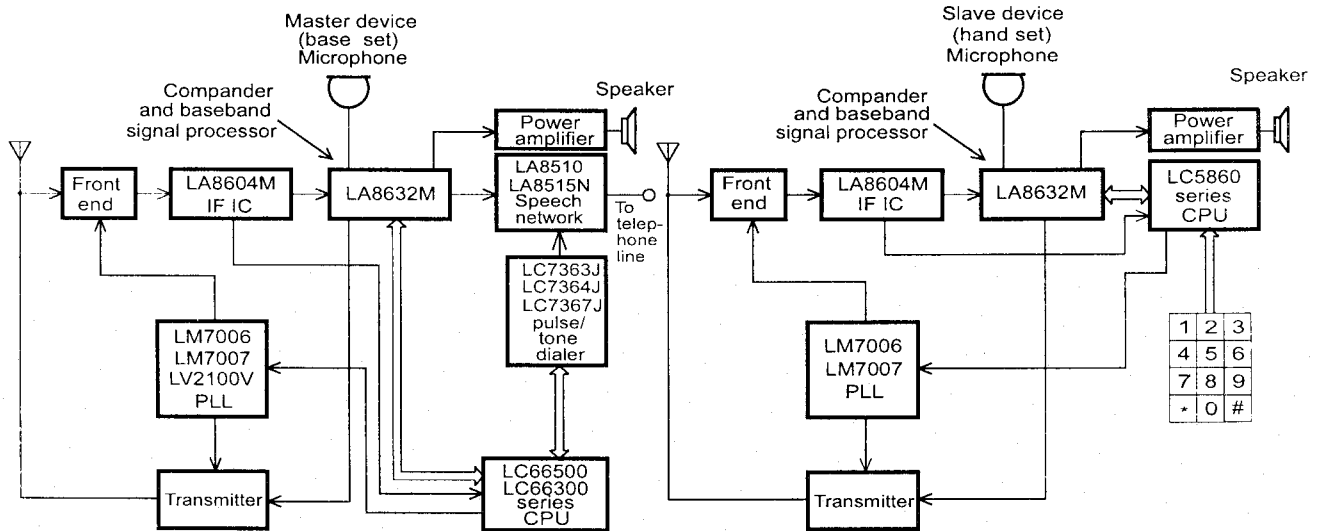 Master device
(base set)
Microphone
Compander
and baseband
signal processor
Speaker
Power
amplifier
Front
end
LA8604M
IF IC
LA8632M
LA8510
LA8515N
Speech
network
To
telep-
hone
line
LC7363J
LC7364J
LC7367J
pulse/
tone
dialer
LM7006
LM7007
LV2100V
PLL
Transmitter
LC66500
LC66300
series
CPU
Slave device
(hand set)
Microphone
Compander
and baseband
signal processor
Speaker
Power
amplifier
Front
end
LA8604M
IF IC
LA8632M
LC5860
series
CPU
LM7006
LM7007
PLL
1 2 3
4 5 6
7 8 9
* 0 #
Transmitter